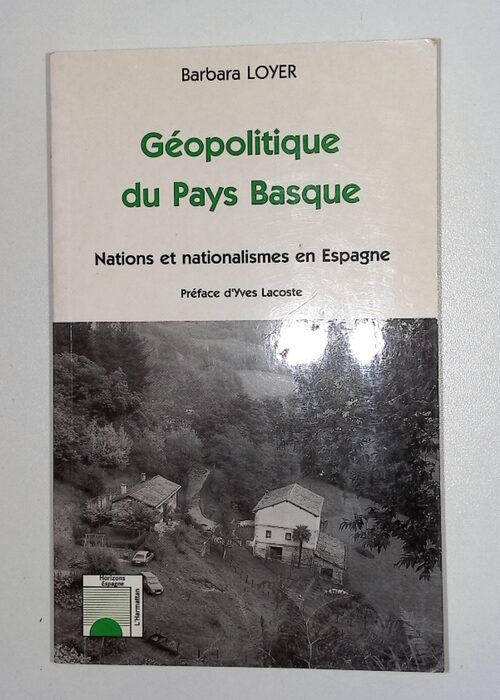 Barbara LOYER
Géopolitique
du Pays Basque
Nations et nationalismes en Espagne
Préface d'Yves Lacoste
Horizons
Espagne
L'Harmattan